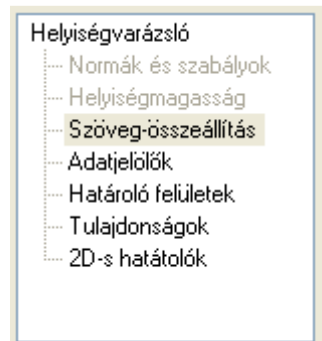 Helyiségvarázsló
Normák és szabályok
Helyiségmagasság
Szöveg-összeállítás
Adatjelölők
Határoló felületek
Tulajdonságok
2D-s hatátolók